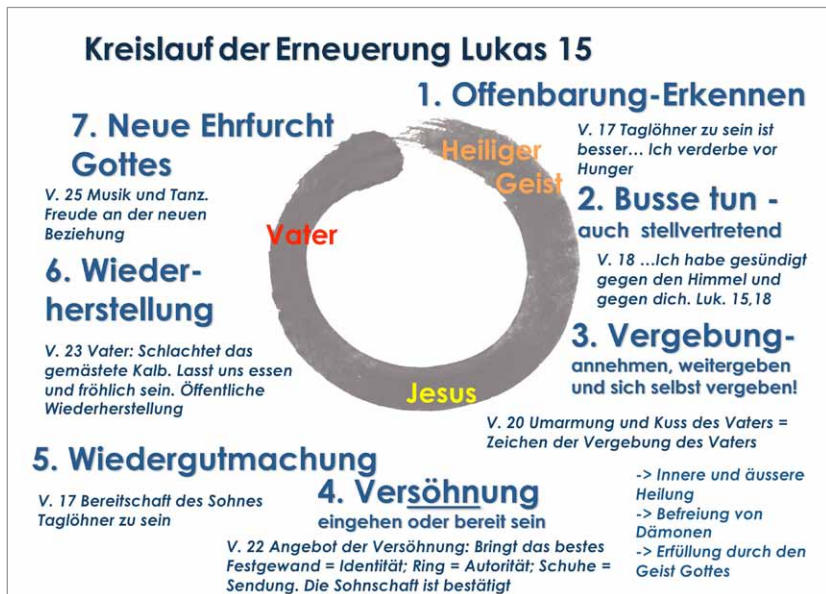 Kreislauf der Erneuerung Lukas 15
1. Offenbarung-Erkennen
V. 17 Taglöhner zu sein ist
besser... Ich verderbe vor
Hunger
Heiliger
Geist
2. Busse tun -
auch stellvertretend
V. 18 ...Ich habe gesündigt
gegen den Himmel und
gegen dich. Luk. 15,18
3. Vergebung-
annehmen, weitergeben
und sich selbst vergeben!
V. 20 Umarmung und Kuss des Vaters =
Zeichen der Vergebung des Vaters
-> Innere und äussere
Heilung
-> Befreiung von
Dämonen
-> Erfüllung durch den
Geist Gottes
Jesus
4. Versöhnung
eingehen oder bereit sein
V. 22 Angebot der Versöhnung: Bringt das beste
Festgewand = Identität; Ring = Autorität; Schuhe =
Sendung. Die Sohnschaft ist bestätigt
5. Wiedergutmachung
V. 17 Bereitschaft des Sohnes
Taglöhner zu sein
6. Wieder-
herstellung
V. 23 Vater: Schlachtet das
gemästete Kalb. Lasst uns essen
und fröhlich sein. Öffentliche
Wiederherstellung
Vater
7. Neue Ehrfurcht
Gottes
V. 25 Musik und Tanz.
Freude an der neuen
Beziehung